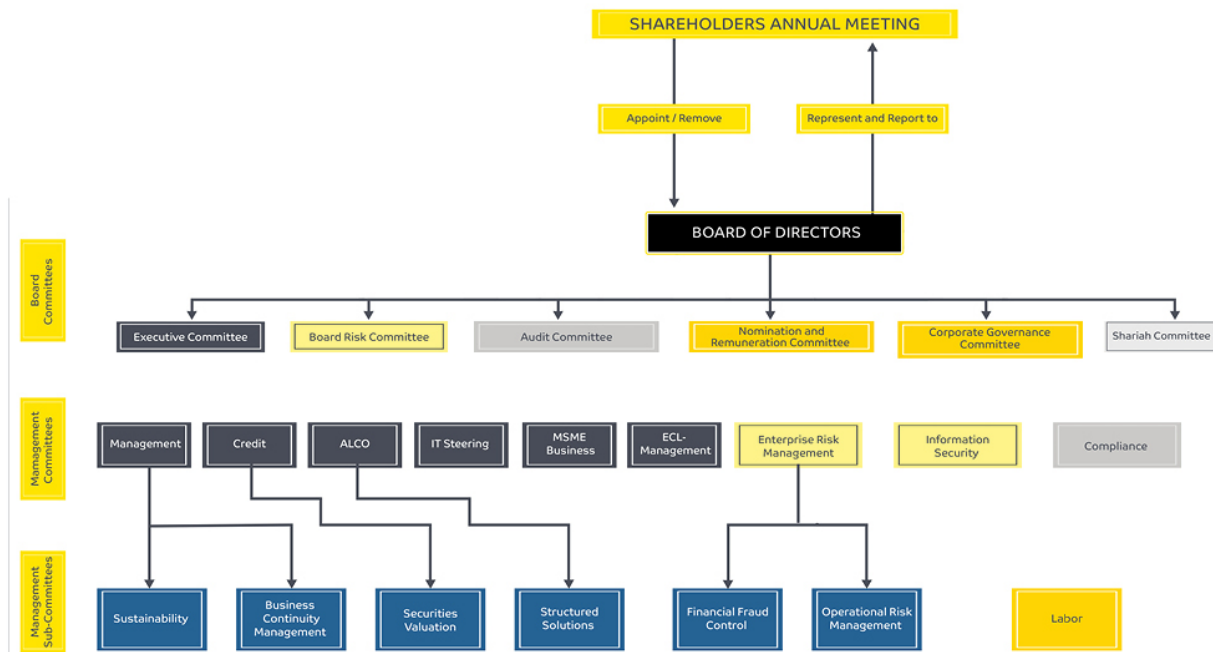 SHAREHOLDERS ANNUAL MEETING
Appoint / Remove
Represent and Report to
BOARD OF DIRECTORS
Board
Committees
Executive Committee
Board Risk Committee
Audit Committee
Nomination and
Remuneration Committee
Corporate Governance
Committee
Shariah Committee
Mamagement
Committees
Management
Credit
ALCO
IT Steering
MSME
Business
ECL-
Management
Enterprise Risk
Management
Information
Security
Compliance
Management
Sub-Committees
Sustainability
Business
Continuity
Management
Securities
Valuation
Structured
Solutions
Financial Fraud
Control
Operational Risk
Management
Labor